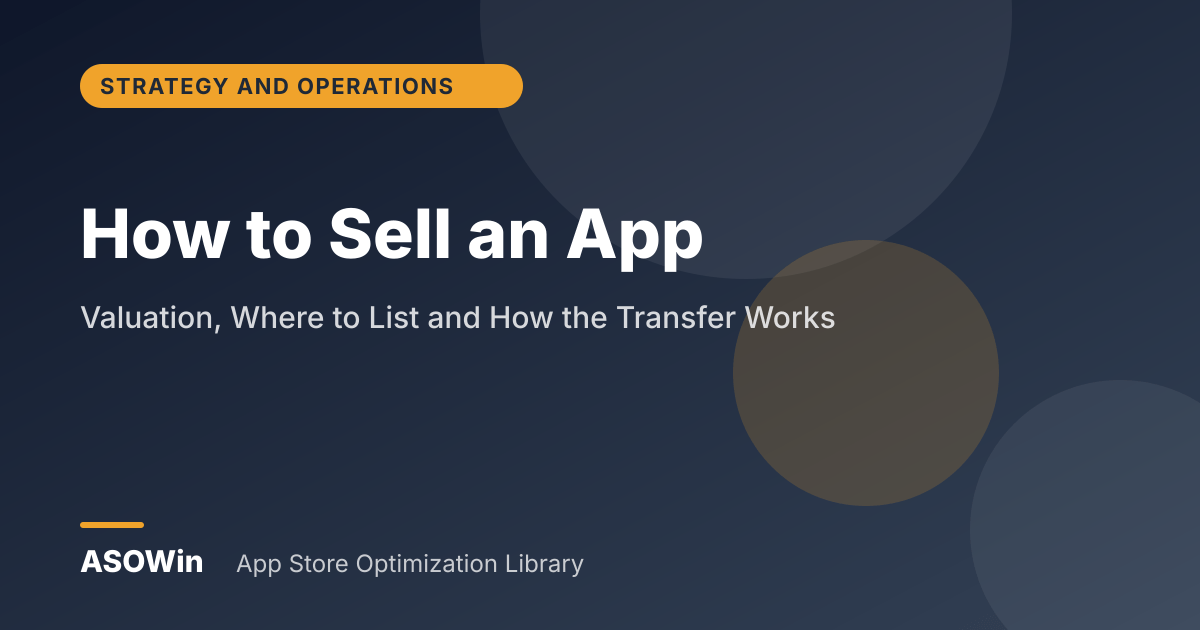 STRATEGY AND OPERATIONS
How to Sell an App
Valuation, Where to List and How the Transfer Works
ASOWin App Store Optimization Library